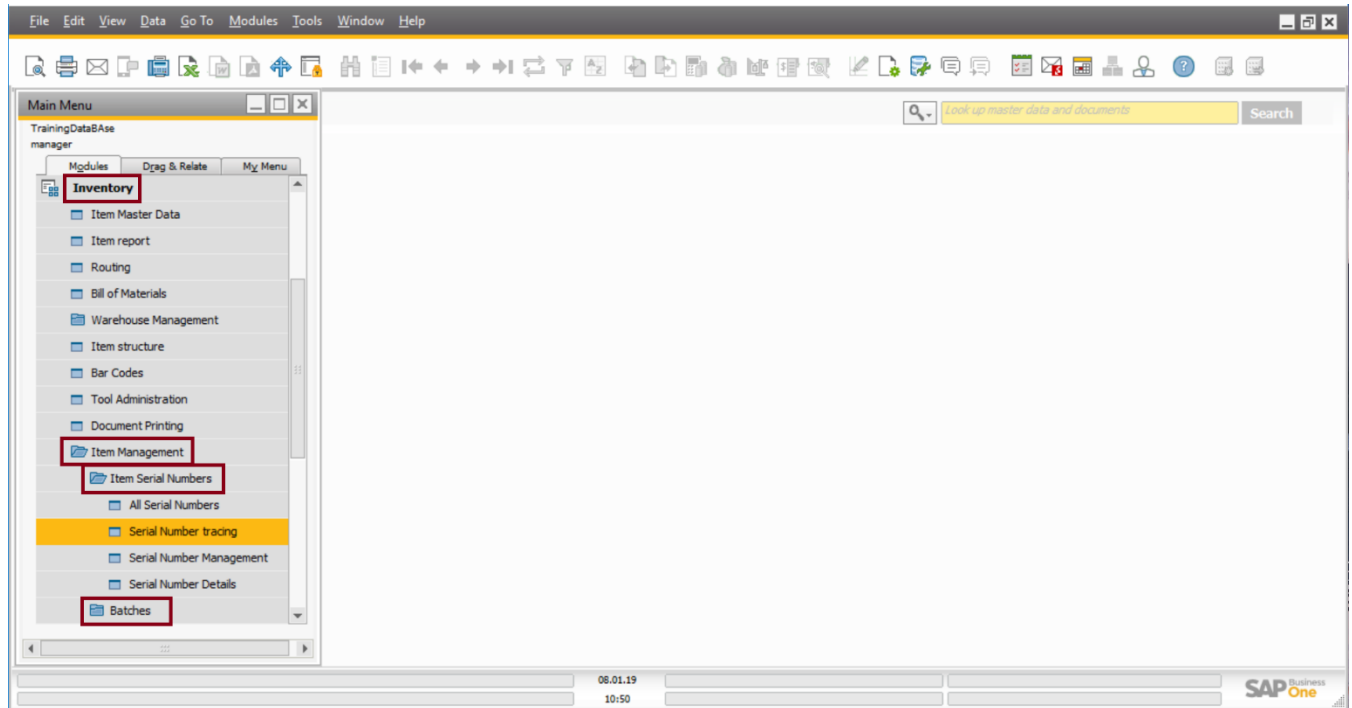 File Edit View Data Go To Modules Tools Window Help
Main Menu
Look up master data and documents Search
TrainingDataBAse
manager
Modules Drag & Relate My Menu
Inventory
Item Master Data
Item report
Routing
Bill of Materials
Warehouse Management
Item structure
Bar Codes
Tool Administration
Document Printing
Item Management
Item Serial Numbers
All Serial Numbers
Serial Number tracing
Serial Number Management
Serial Number Details
Batches
08.01.19
10:50
SAP Business One